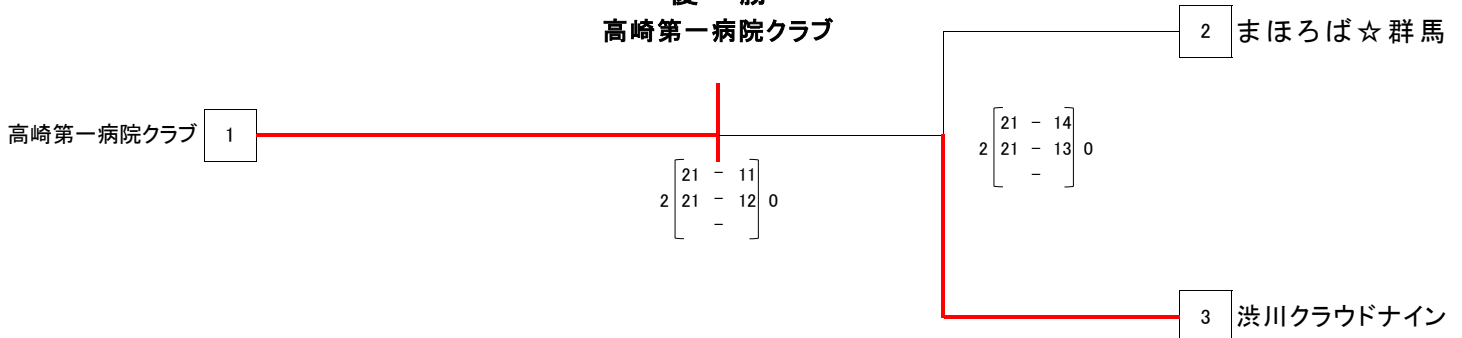 優 勝
高崎第一病院クラブ
2 まほろば☆群馬
高崎第一病院クラブ 1
21 - 14
2 21 - 13 0
-
21 - 11
2 21 - 12 0
-
3 渋川クラウドナイン